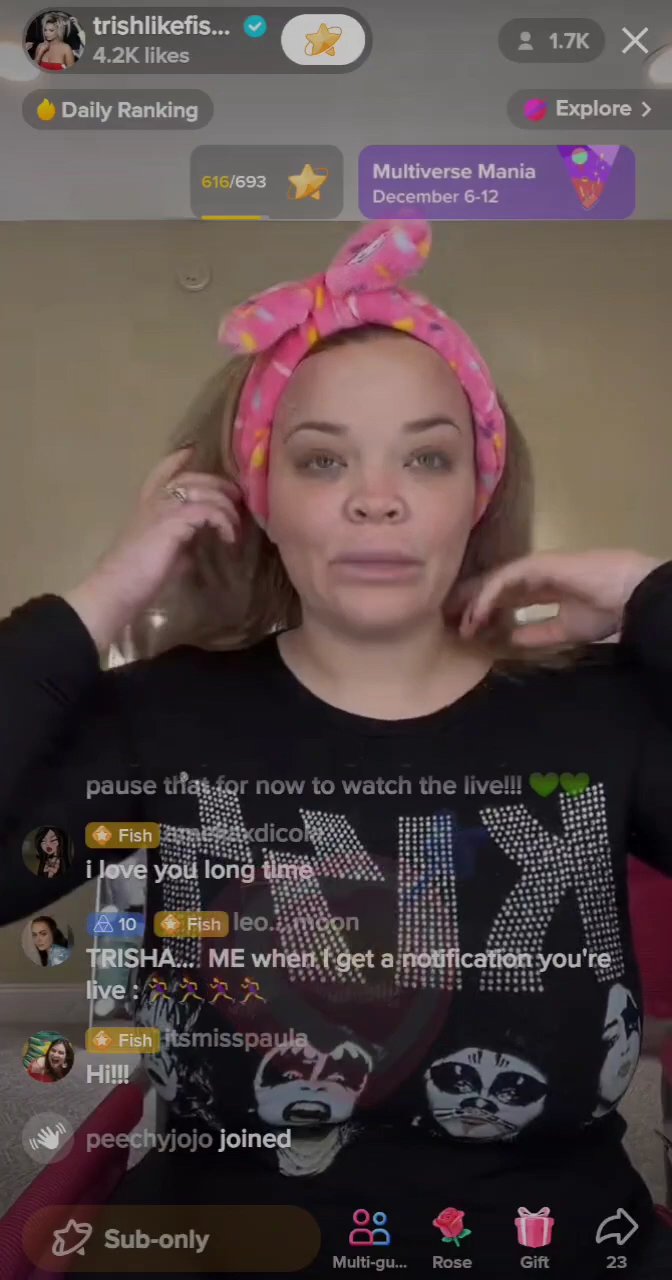 trishlikefis...
4.2K likes
1.7K
Daily Ranking
Explore >
616/693
Multiverse Mania
December 6-12
pause that for now to watch the live!!! 💚💚
Fish
i love you long time
10 Fish leo.:,moon
TRISHA... ME when I get a notification you're
live : 🏃‍♀️🏃‍♀️🏃‍♀️🏃‍♀️
Fish itsmisspaula
Hi!!!
peechyjojo joined
Sub-only
Multi-gu...
Rose
Gift
23